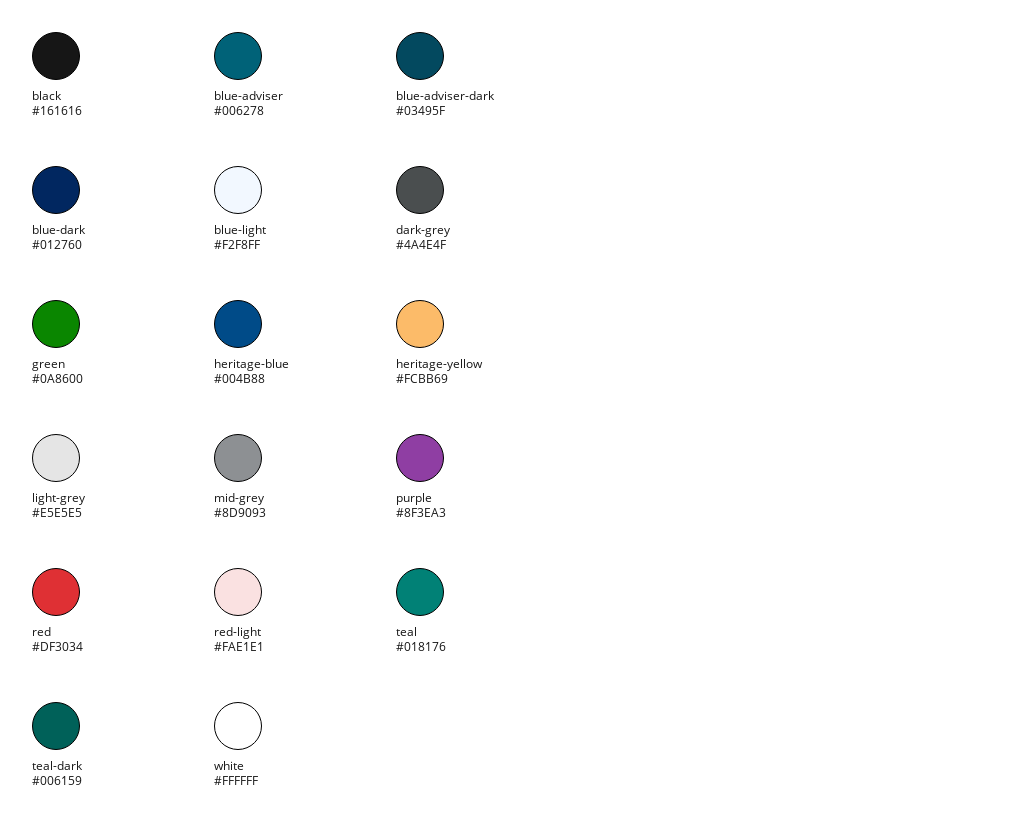 black
#161616
blue-adviser
#006278
blue-adviser-dark
#03495F
blue-dark
#012760
blue-light
#F2F8FF
dark-grey
#4A4E4F
green
#0A8600
heritage-blue
#004B88
heritage-yellow
#FCBB69
light-grey
#E5E5E5
mid-grey
#8D9093
purple
#8F3EA3
red
#DF3034
red-light
#FAE1E1
teal
#018176
teal-dark
#006159
white
#FFFFFF